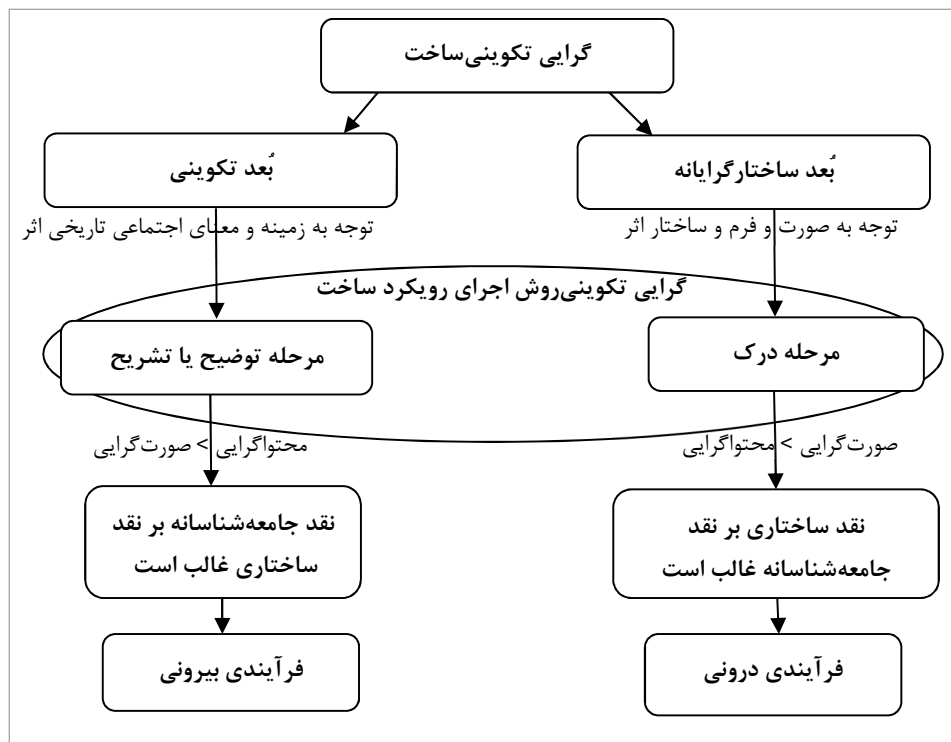 گرایی تکوینی‌ساخت
بُعد ساختارگرایانه
بُعد تکوینی
توجه به صورت و فرم و ساختار اثر
توجه به زمینه و معنای اجتماعی تاریخی اثر
گرایی تکوینی‌روش اجرای رویکرد ساخت
مرحله درک
مرحله توضیح یا تشریح
صورت‌گرایی > محتواگرایی
محتواگرایی > صورت‌گرایی
نقد ساختاری بر نقد
جامعه‌شناسانه غالب است
نقد جامعه‌شناسانه بر نقد
ساختاری غالب است
فرآیندی درونی
فرآیندی بیرونی